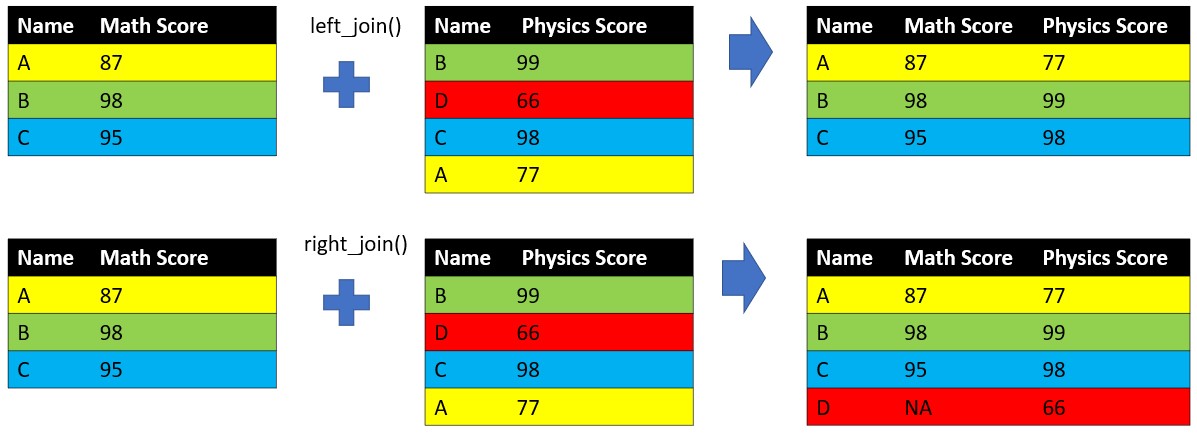 Name Math Score
A 87
B 98
C 95
left_join()
Name Physics Score
B 99
D 66
C 98
A 77
Name Math Score Physics Score
A 87 77
B 98 99
C 95 98
Name Math Score
A 87
B 98
C 95
right_join()
Name Physics Score
B 99
D 66
C 98
A 77
Name Math Score Physics Score
A 87 77
B 98 99
C 95 98
D NA 66